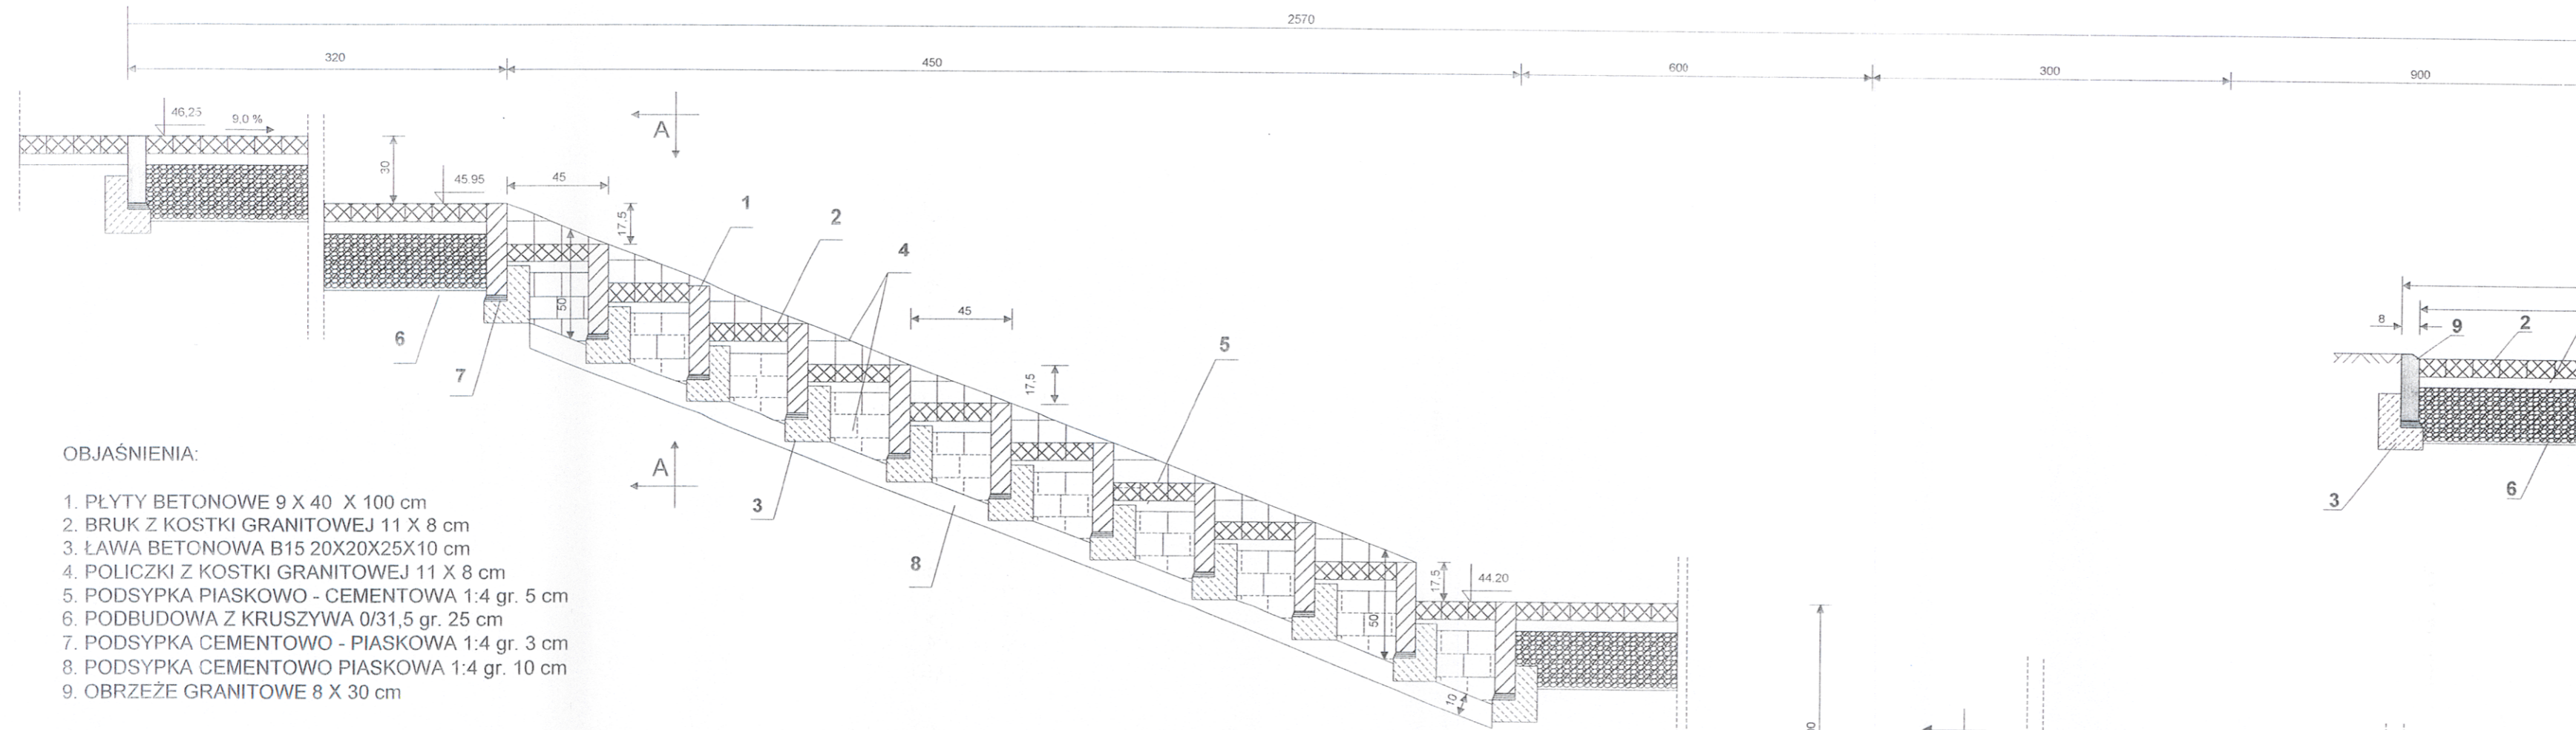 2570
320
450
600
300
900
46,25
9,0 %
30
45.95
45
17,5
50
A
1
2
4
45
17,5
5
8
9
2
6
7
A
3
8
3
6
OBJAŚNIENIA:
1. PŁYTY BETONOWE 9 X 40 X 100 cm
2. BRUK Z KOSTKI GRANITOWEJ 11 X 8 cm
3. ŁAWA BETONOWA B15 20X20X25X10 cm
4. POLICZKI Z KOSTKI GRANITOWEJ 11 X 8 cm
5. PODSYPKA PIASKOWO - CEMENTOWA 1:4 gr. 5 cm
6. PODBUDOWA Z KRUSZYWA 0/31,5 gr. 25 cm
7. PODSYPKA CEMENTOWO - PIASKOWA 1:4 gr. 3 cm
8. PODSYPKA CEMENTOWO PIASKOWA 1:4 gr. 10 cm
9. OBRZEŻE GRANITOWE 8 X 30 cm
17,5
44.20
50
10